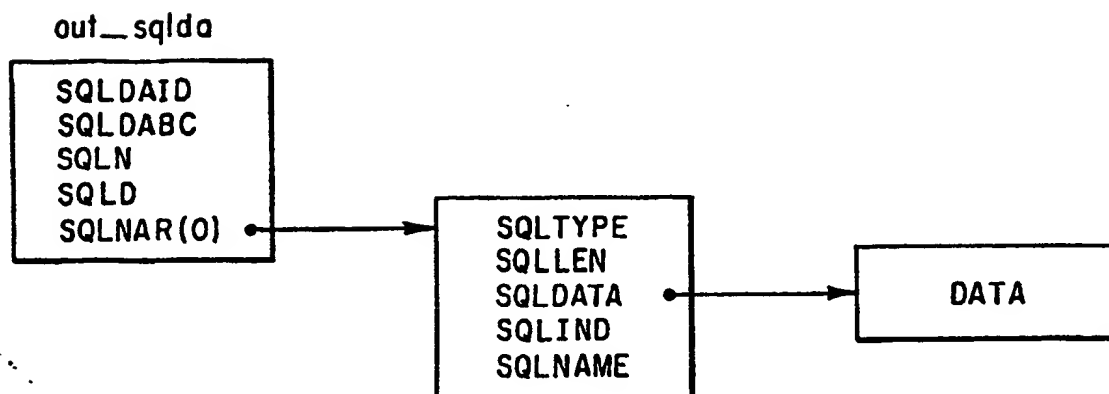 out_sqlda
SQLDAID
SQLDABC
SQLN
SQLD
SQLNAR(0)
SQLTYPE
SQLLEN
SQLDATA
SQLIND
SQLNAME
DATA